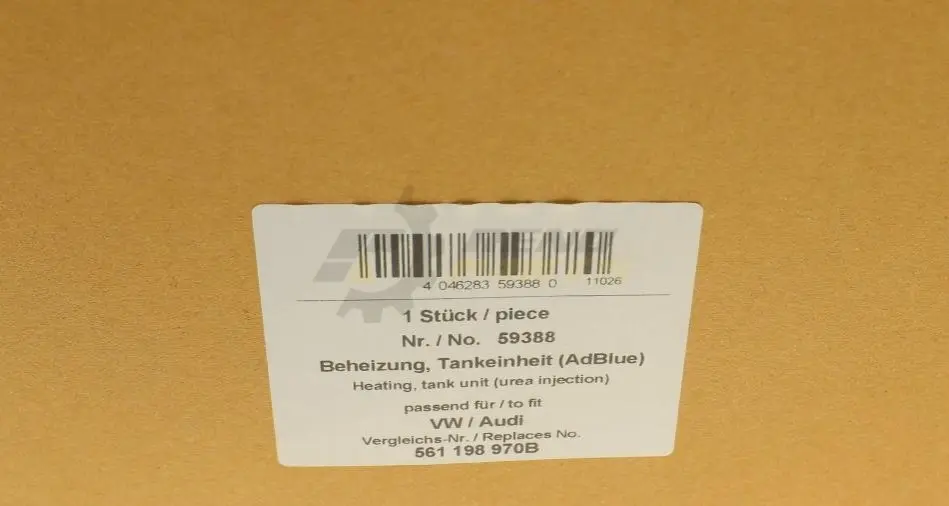 4 046283 59388 0 11026
1 Stück / piece
Nr. / No. 59388
Beheizung, Tankeinheit (AdBlue)
Heating, tank unit (urea injection)
passend für / to fit
VW / Audi
Vergleichs-Nr. / Replaces No.
561 198 970B